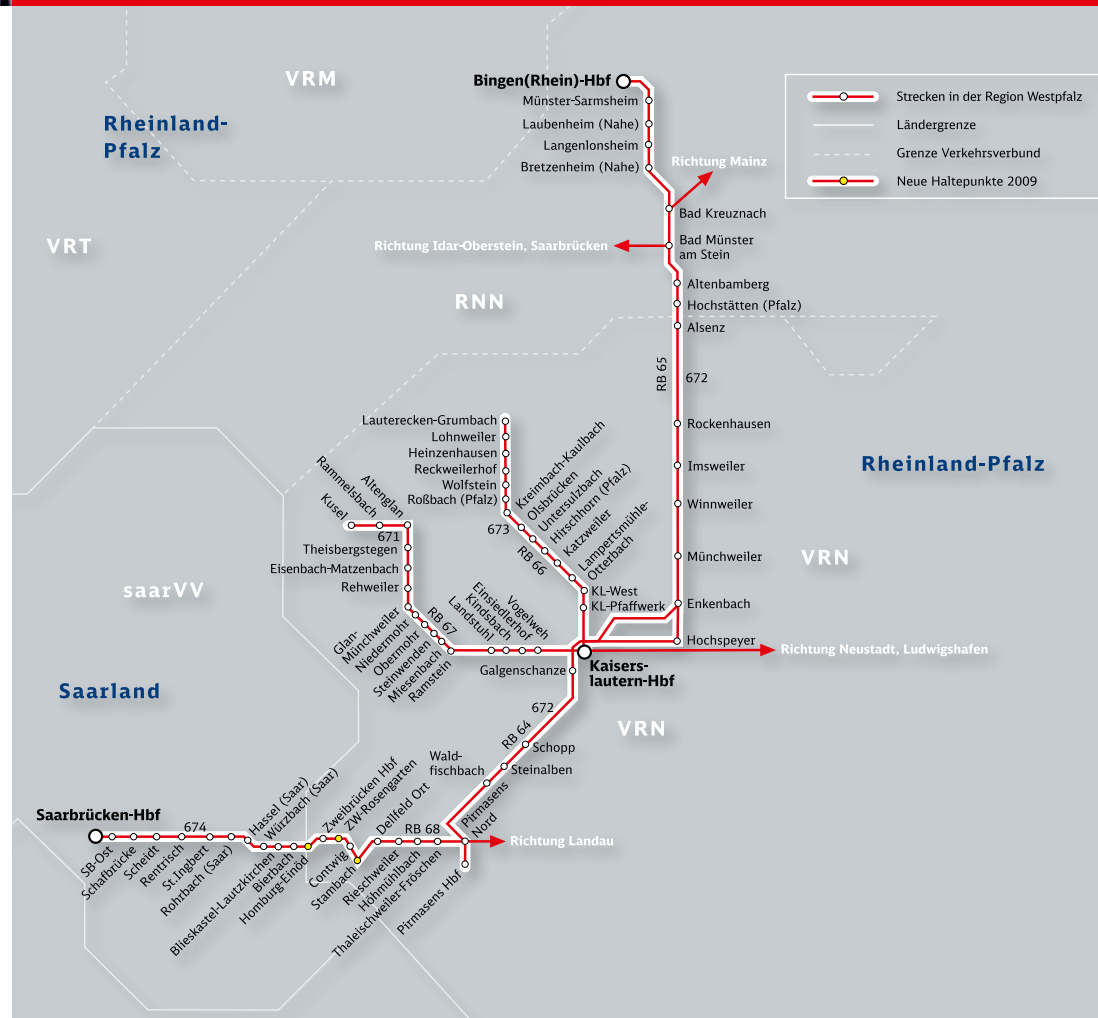 VRM
Rheinland-
Pfalz
VRT
RNN
saarVV
Saarland
Rheinland-Pfalz
VRN
VRN
Strecken in der Region Westpfalz
Ländergrenze
Grenze Verkehrsverbund
Neue Haltepunkte 2009
Bingen(Rhein)-Hbf
Münster-Sarmsheim
Laubenheim (Nahe)
Langenlonsheim
Bretzenheim (Nahe)
Richtung Mainz
Bad Kreuznach
Richtung Idar-Oberstein, Saarbrücken
Bad Münster
am Stein
Altenbamberg
Hochstätten (Pfalz)
Alsenz
RB 65
672
Rockenhausen
Imsweiler
Winnweiler
Münchweiler
Enkenbach
Hochspeyer
Richtung Neustadt, Ludwigshafen
Lauterecken-Grumbach
Lohnweiler
Heinzenhausen
Reckweilerhof
Wolfstein
Roßbach (Pfalz)
Kreimbach-Kaulbach
Olsbrücken
Untersulzbach
Hirschhorn (Pfalz)
Katzweiler
Lampertsmühle-
Otterbach
673
RB 66
KL-West
KL-Pfaffwerk
Kaisers-
lautern-Hbf
Kusel
Rammelsbach
Altenglan
671
Theisbergstegen
Eisenbach-Matzenbach
Rehweiler
Glan-
Münchweiler
Niedermohr
Obermohr
Steinwenden
Miesenbach
Ramstein
RB 67
Landstuhl
Kindsbach
Einsiedlerhof
Vogelweh
Galgenschanze
672
RB 64
Schopp
Steinalben
Wald-
fischbach
Pirmasens
Nord
Richtung Landau
Pirmasens Hbf
Saarbrücken-Hbf
SB-Ost
Schafbrücke
Scheidt
Rentrisch
St.Ingbert
Rohrbach (Saar)
674
Hassel (Saar)
Würzbach (Saar)
Blieskastel-Lautzkirchen
Bierbach
Homburg-Einöd
Zweibrücken Hbf
ZW-Rosengarten
Contwig
Stambach
Dellfeld Ort
RB 68
Rieschweiler
Höhmühlbach
Thaleischweiler-Fröschen